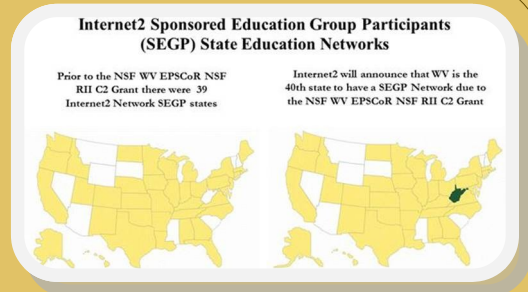 Internet2 Sponsored Education Group Participants
(SEGP) State Education Networks
Prior to the NSF WV EPSCoR NSF
RII C2 Grant there were 39
Internet2 Network SEGP states
Internet2 will announce that WV is the
40th state to have a SEGP Network due to
the NSF WV EPSCoR NSF RII C2 Grant